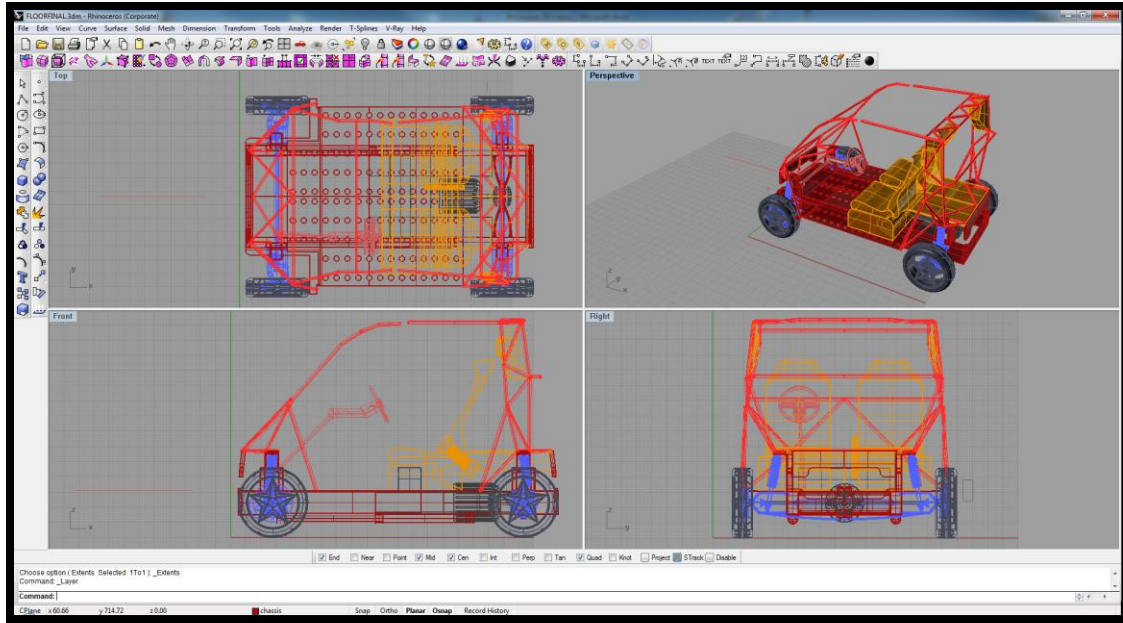 FLOORFINAL.3dm - Rhinoceros (Corporate)
File Edit View Curve Surface Solid Mesh Dimension Transform Tools Analyze Render T-Splines V-Ray Help
TEXT TEXT
Top
Perspective
y
x
z
y
x
Front
Right
z
x
z
y
End Near Point Mid Cen Int Perp Tan Quad Knot Project STrack Disable
Choose option ( Extents Selected 1To1 ): _Extents
Command: _Layer
Command:
CPlane x 60.66 y 714.72 z 0.00 chassis Snap Ortho Planar Osnap Record History